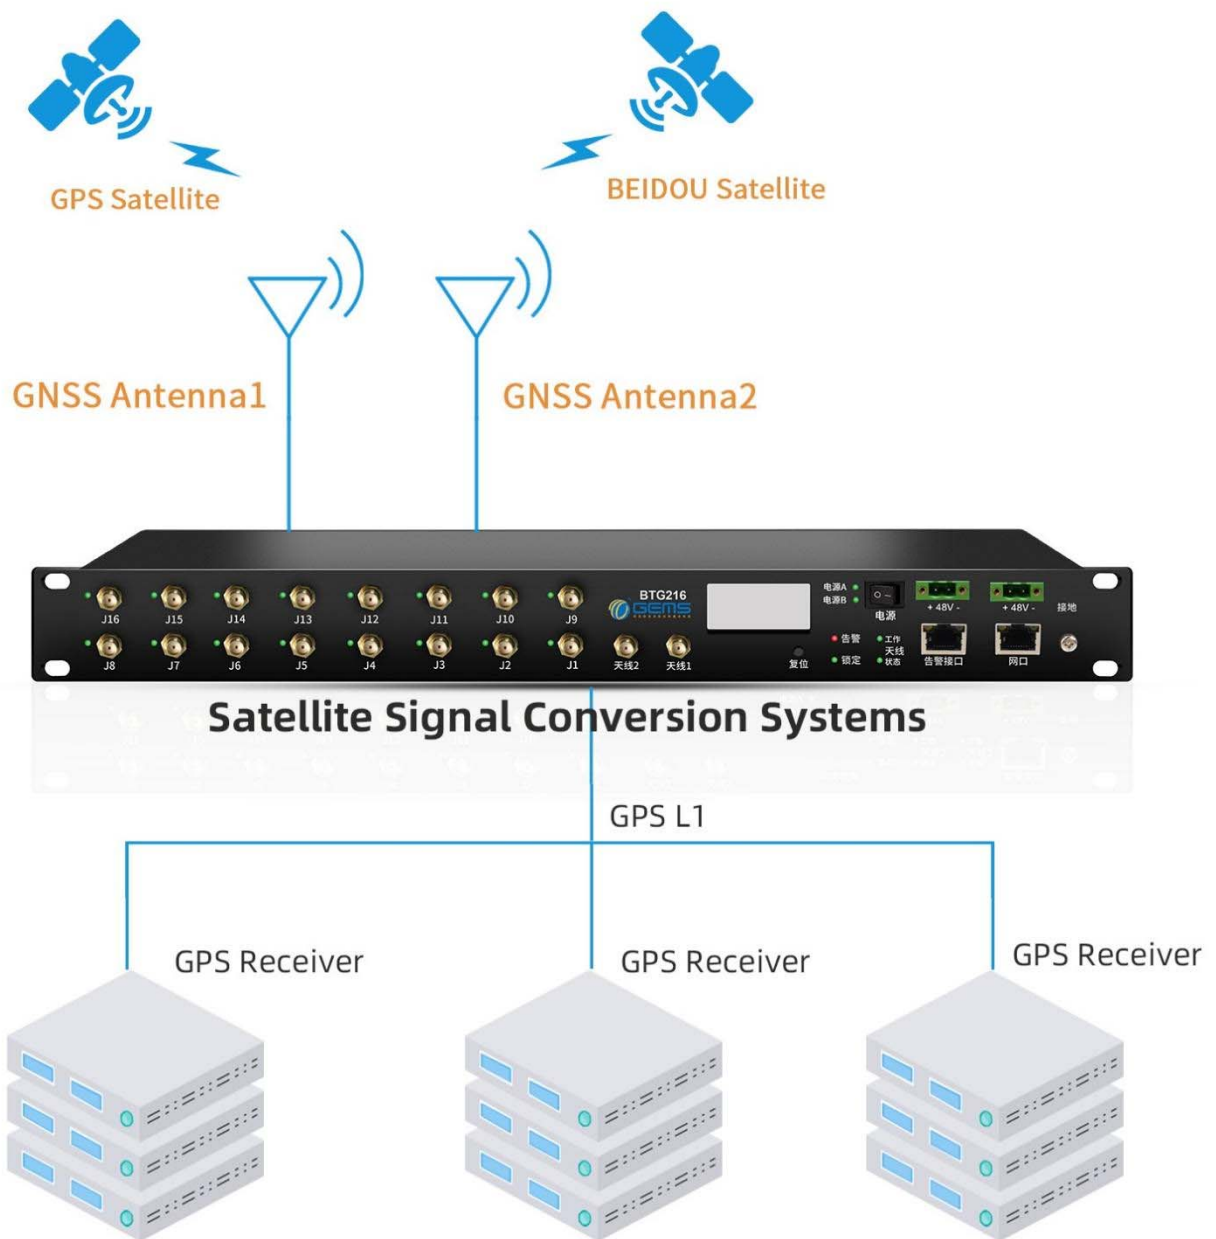 GPS Satellite
BEIDOU Satellite
GNSS Antenna1
GNSS Antenna2
J16 J15 J14 J13 J12 J11 J10 J9
J8 J7 J6 J5 J4 J3 J2 J1
BTG216
GEMS
天线2 天线1
复位
电源A
电源B
电源
告警
锁定
工作
天线
状态
+ 48V -
+ 48V -
接地
告警接口
网口
Satellite Signal Conversion Systems
GPS L1
GPS Receiver
GPS Receiver
GPS Receiver